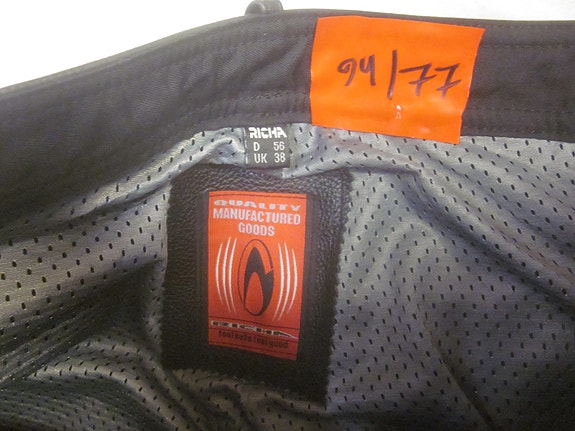 94/77
RICHA
D 56
UK 38
QUALITY
MANUFACTURED
GOODS
RICHA
feel safe feel good